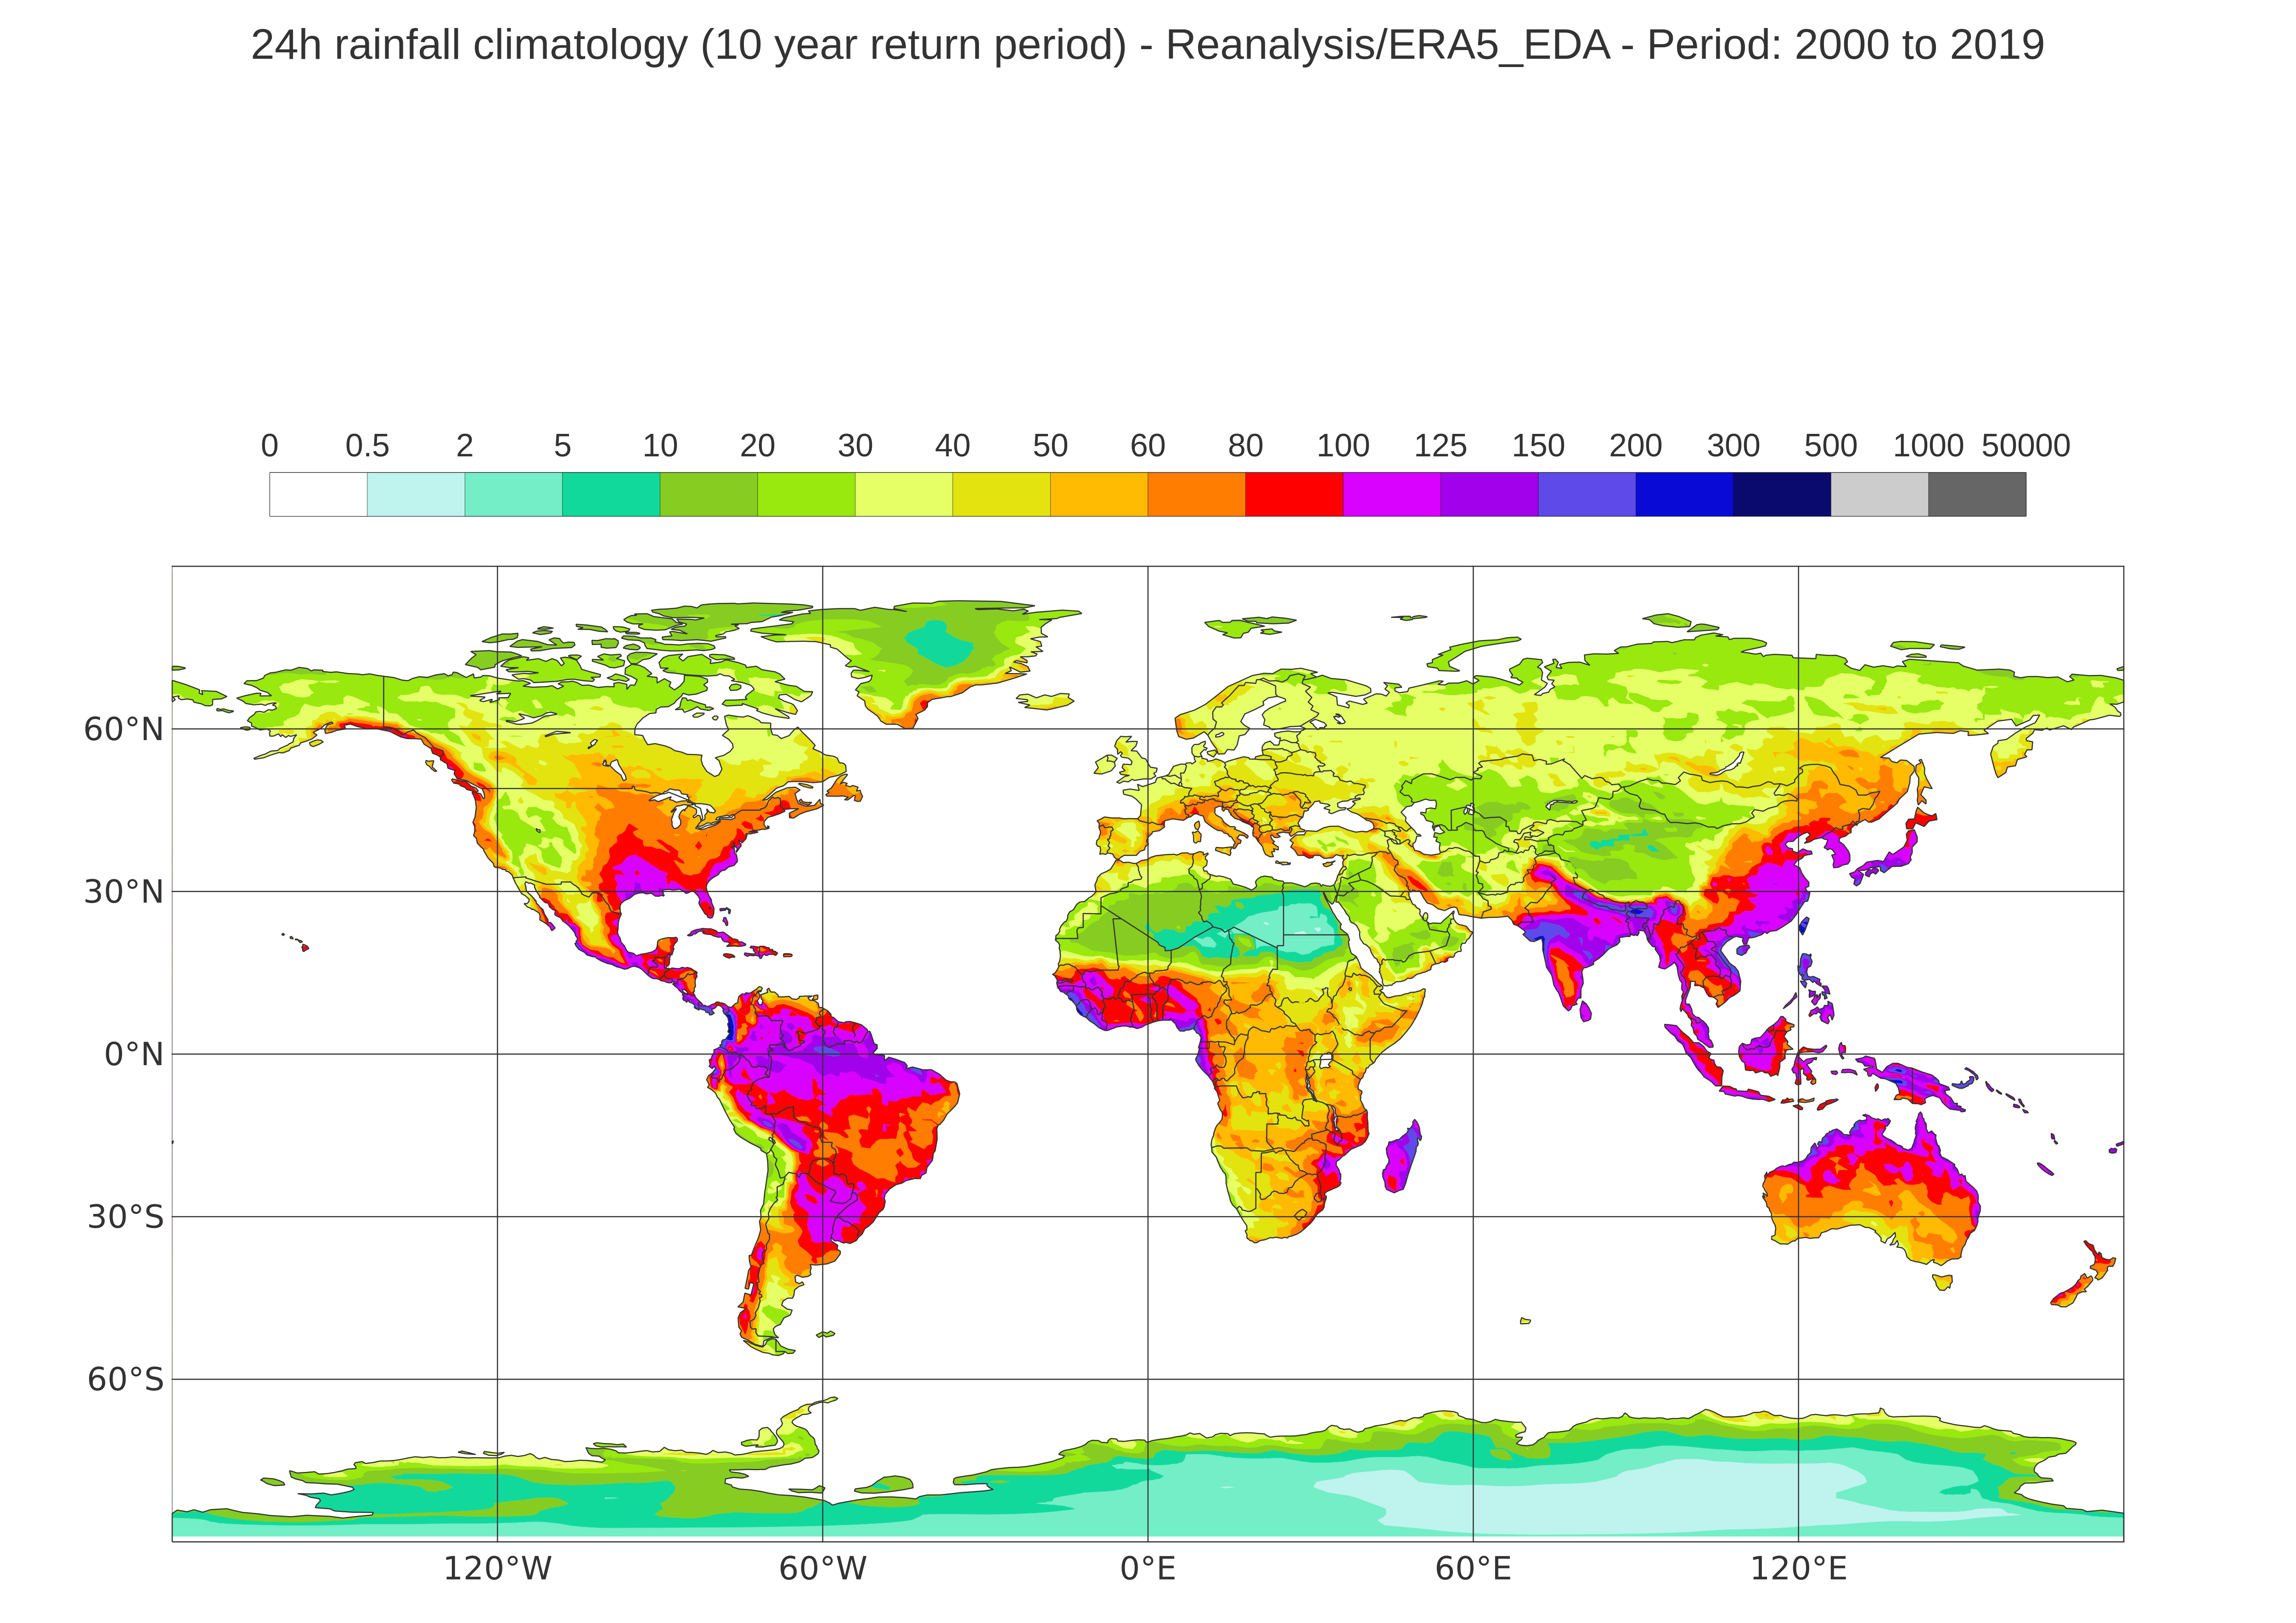 24h rainfall climatology (10 year return period) - Reanalysis/ERA5_EDA - Period: 2000 to 2019
0 0.5 2 5 10 20 30 40 50 60 80 100 125 150 200 300 500 1000 50000
60°N
30°N
0°N
30°S
60°S
120°W 60°W 0°E 60°E 120°E